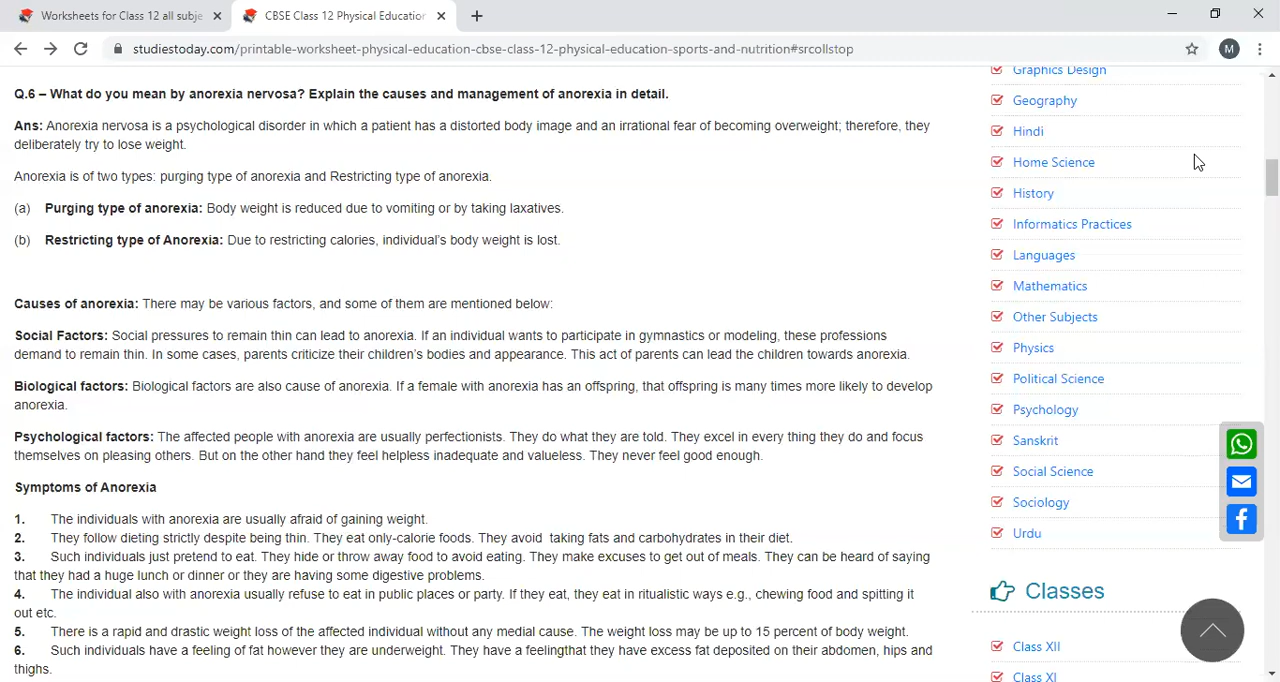 Worksheets for Class 12 all subje
CBSE Class 12 Physical Education
studiestoday.com/printable-worksheet-physical-education-cbse-class-12-physical-education-sports-and-nutrition#srcollstop
M
Q.6 – What do you mean by anorexia nervosa? Explain the causes and management of anorexia in detail.
Ans: Anorexia nervosa is a psychological disorder in which a patient has a distorted body image and an irrational fear of becoming overweight; therefore, they
deliberately try to lose weight.
Anorexia is of two types: purging type of anorexia and Restricting type of anorexia.
(a) Purging type of anorexia: Body weight is reduced due to vomiting or by taking laxatives.
(b) Restricting type of Anorexia: Due to restricting calories, individual's body weight is lost.
Causes of anorexia: There may be various factors, and some of them are mentioned below:
Social Factors: Social pressures to remain thin can lead to anorexia. If an individual wants to participate in gymnastics or modeling, these professions
demand to remain thin. In some cases, parents criticize their children's bodies and appearance. This act of parents can lead the children towards anorexia.
Biological factors: Biological factors are also cause of anorexia. If a female with anorexia has an offspring, that offspring is many times more likely to develop
anorexia.
Psychological factors: The affected people with anorexia are usually perfectionists. They do what they are told. They excel in every thing they do and focus
themselves on pleasing others. But on the other hand they feel helpless inadequate and valueless. They never feel good enough.
Symptoms of Anorexia
1. The individuals with anorexia are usually afraid of gaining weight.
2. They follow dieting strictly despite being thin. They eat only-calorie foods. They avoid taking fats and carbohydrates in their diet.
3. Such individuals just pretend to eat. They hide or throw away food to avoid eating. They make excuses to get out of meals. They can be heard of saying
that they had a huge lunch or dinner or they are having some digestive problems.
4. The individual also with anorexia usually refuse to eat in public places or party. If they eat, they eat in ritualistic ways e.g., chewing food and spitting it
out etc.
5. There is a rapid and drastic weight loss of the affected individual without any medial cause. The weight loss may be up to 15 percent of body weight.
6. Such individuals have a feeling of fat however they are underweight. They have a feelingthat they have excess fat deposited on their abdomen, hips and
thighs.
Graphics Design
Geography
Hindi
Home Science
History
Informatics Practices
Languages
Mathematics
Other Subjects
Physics
Political Science
Psychology
Sanskrit
Social Science
Sociology
Urdu
Classes
Class XII
Class XI